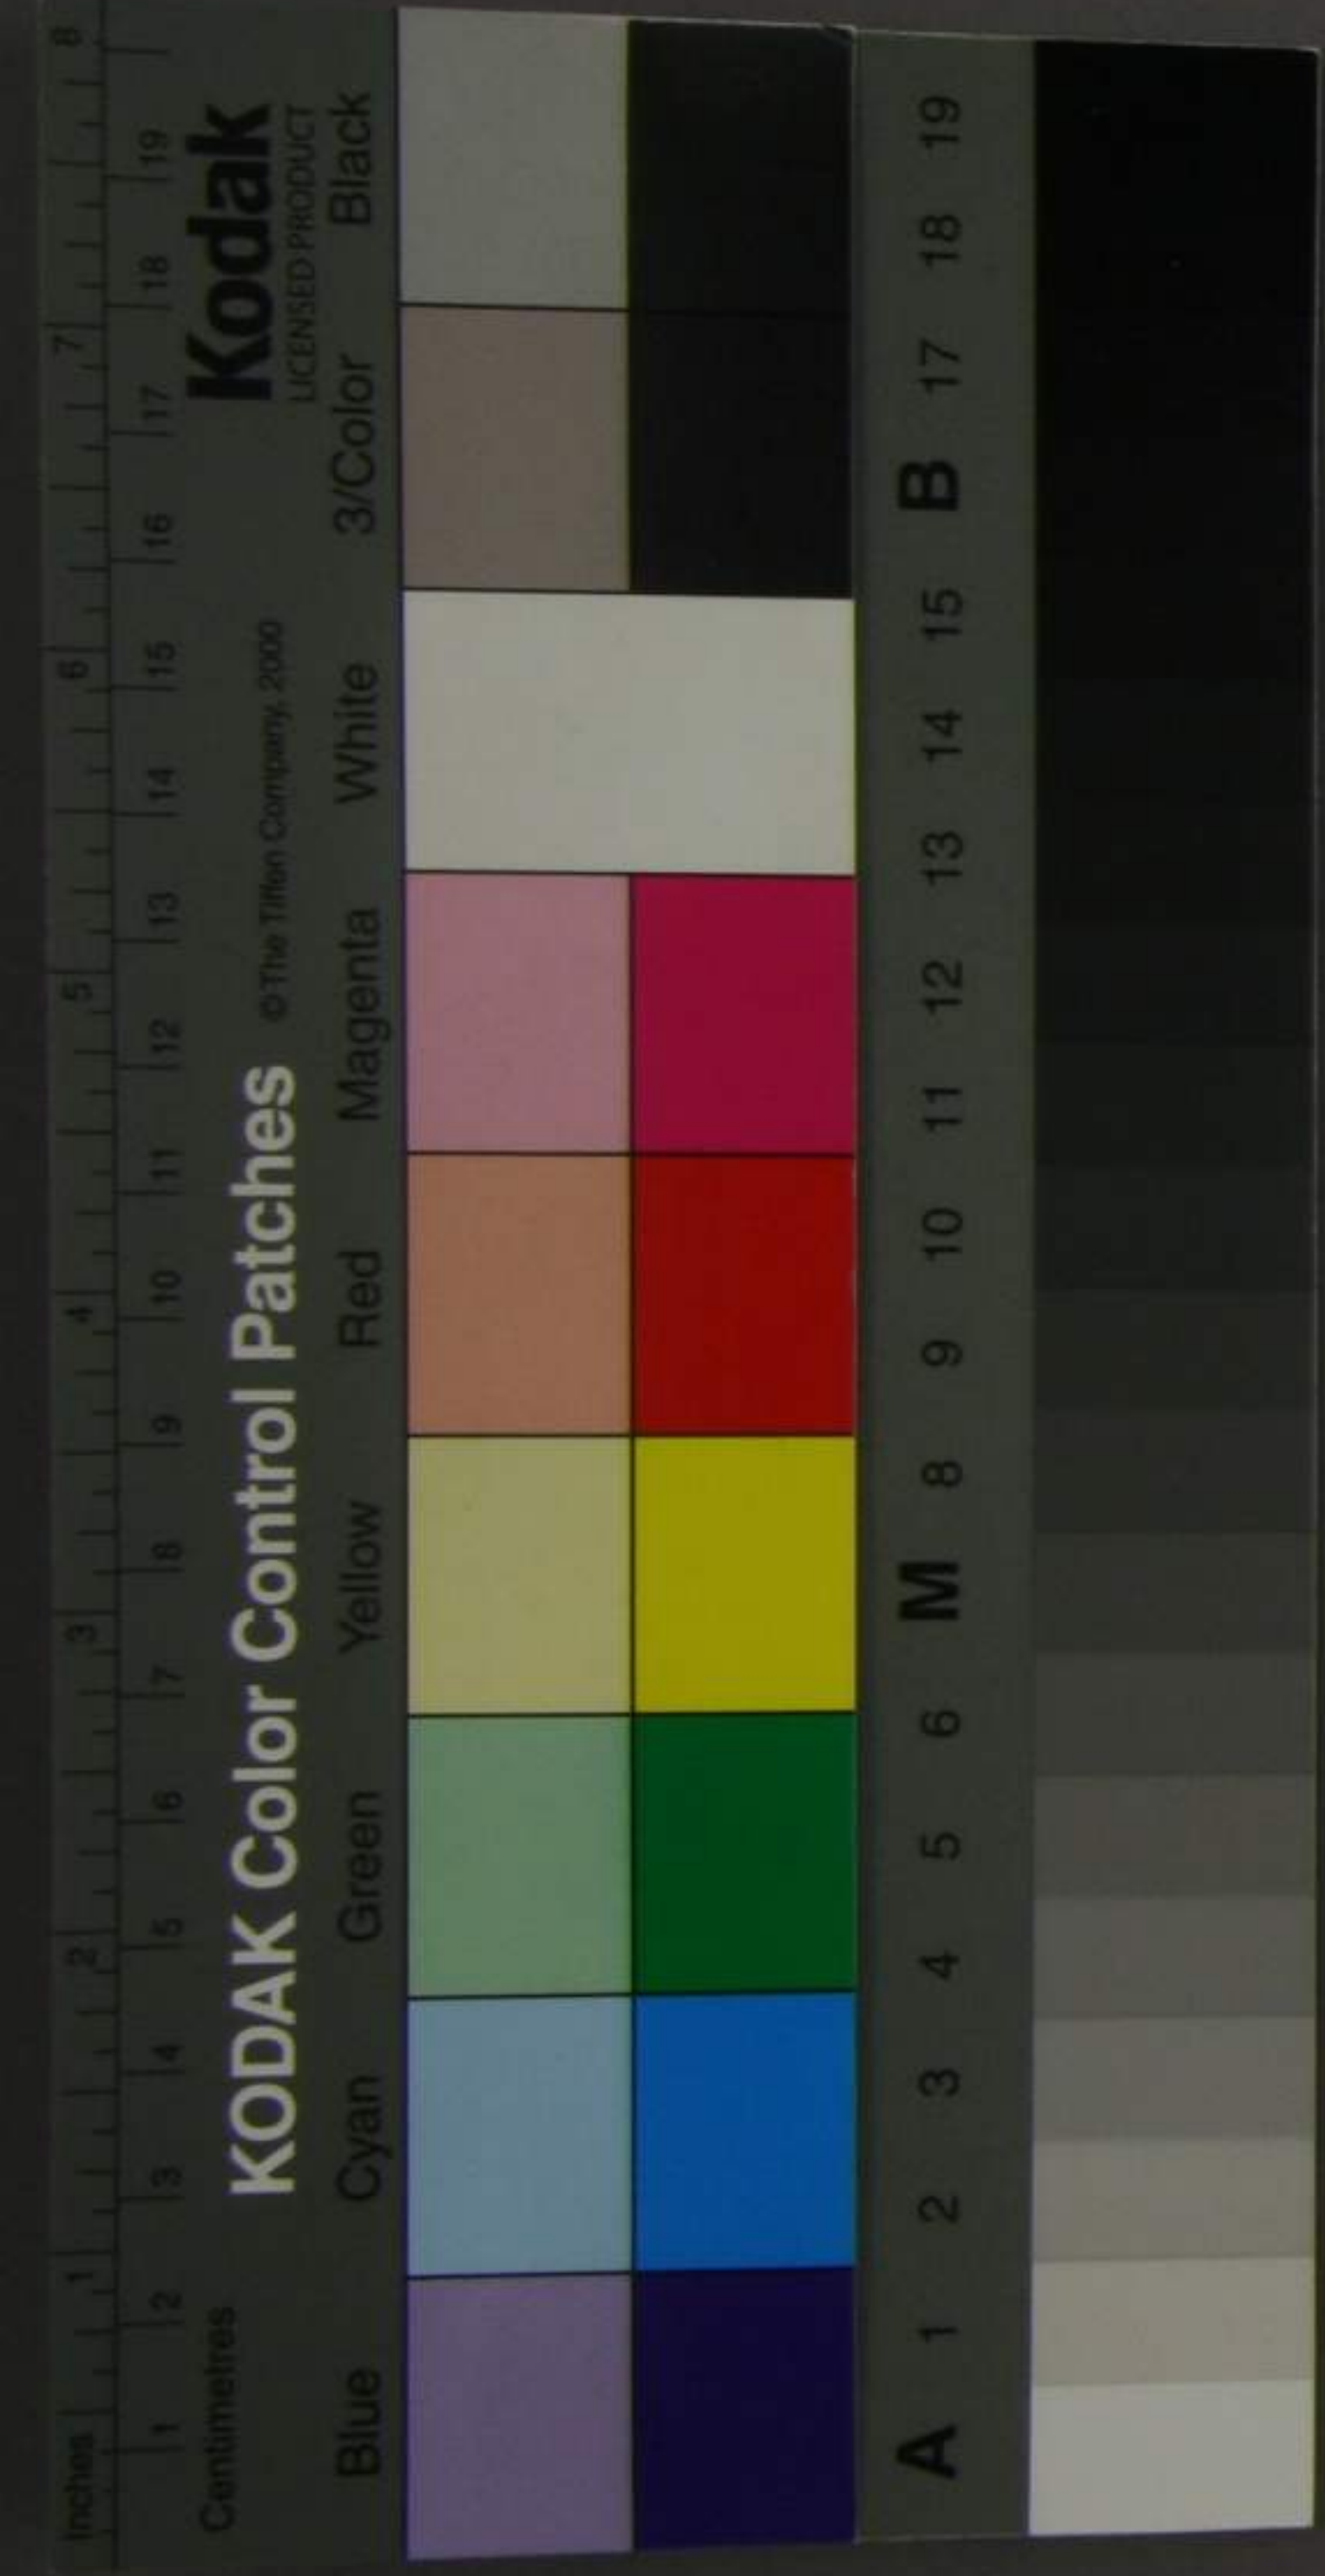 Inches 1 2 3 4 5 6 7 8
Centimetres 1 2 3 4 5 6 7 8 9 10 11 12 13 14 15 16 17 18 19
KODAK Color Control Patches ©The Tiffen Company, 2000 Kodak
LICENSED PRODUCT
Blue Cyan Green Yellow Red Magenta White 3/Color Black
A 1 2 3 4 5 6 M 8 9 10 11 12 13 14 15 B 17 18 19